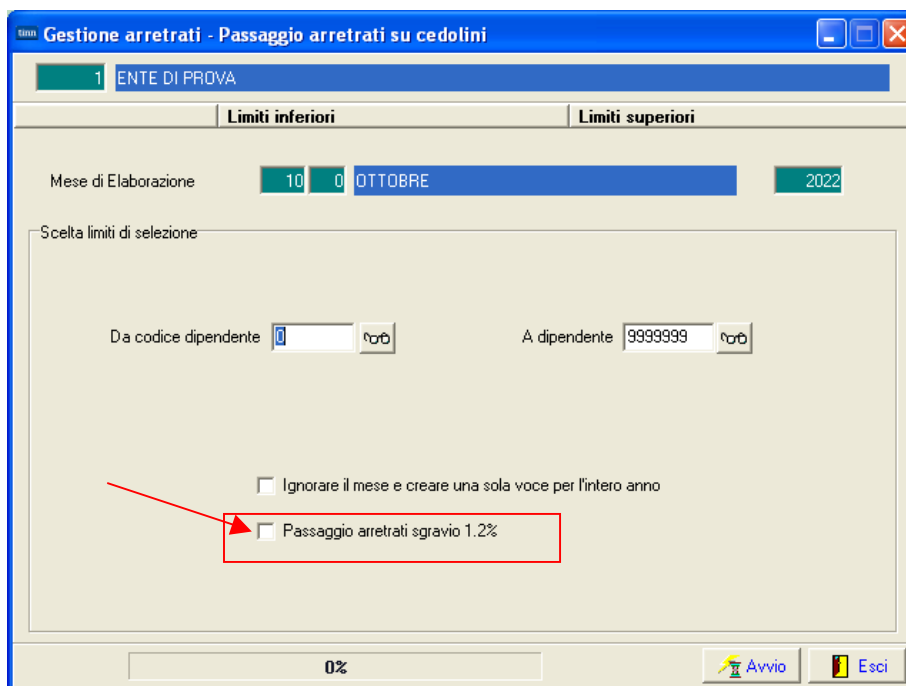 tinn Gestione arretrati - Passaggio arretrati su cedolini
1 ENTE DI PROVA
Limiti inferiori Limiti superiori
Mese di Elaborazione 10 0 OTTOBRE 2022
Scelta limiti di selezione
Da codice dipendente 0 A dipendente 9999999
Ignorare il mese e creare una sola voce per l'intero anno
Passaggio arretrati sgravio 1.2%
0% Avvio Esci